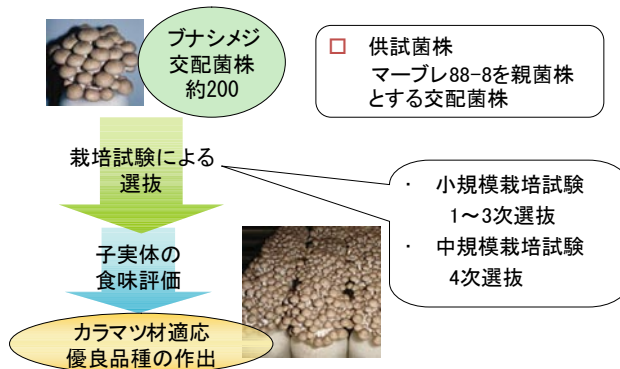 ブナシメジ
交配菌株
約200
□ 供試菌株
マーブレ88-8を親菌株
とする交配菌株
栽培試験による
選抜
・ 小規模栽培試験
1~3次選抜
・ 中規模栽培試験
4次選抜
子実体の
食味評価
カラマツ材適応
優良品種の作出